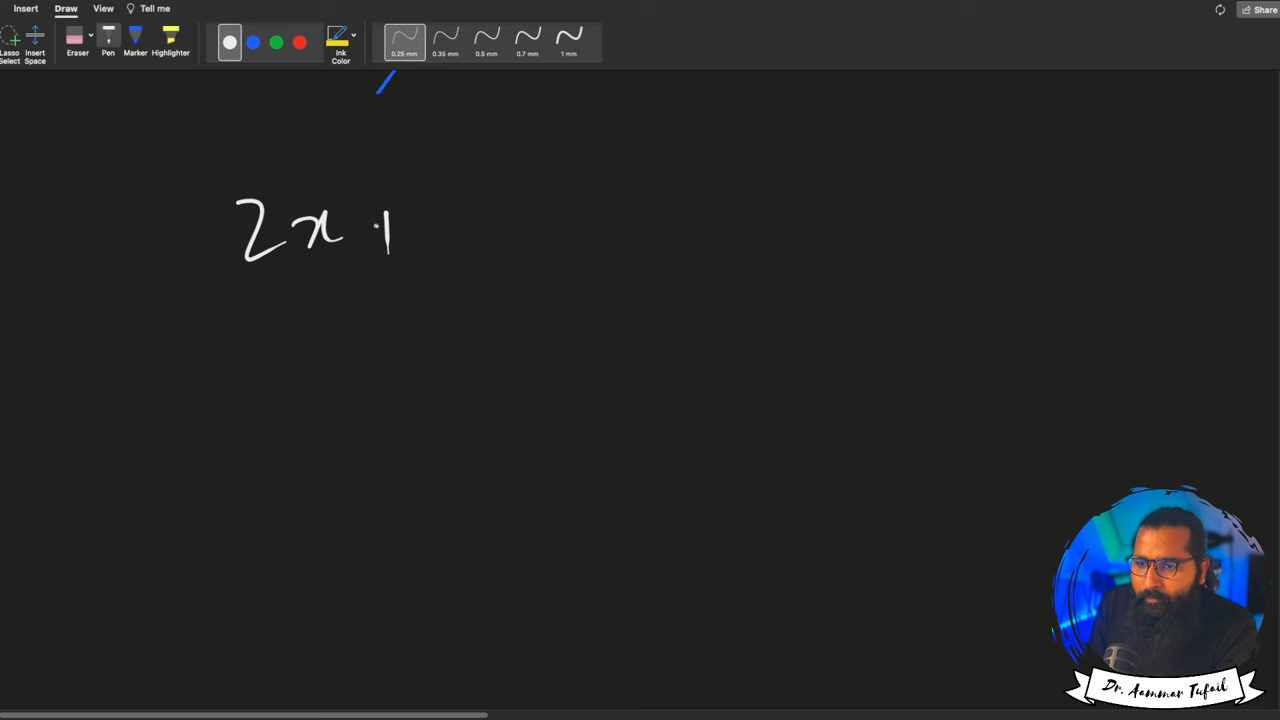 Insert Draw View Tell me
Share
Lasso Select
Insert Space
Eraser
Pen
Marker
Highlighter
Ink Color
0.25 mm
0.35 mm
0.5 mm
0.7 mm
1 mm
2x +
Dr. Aammar Tufail